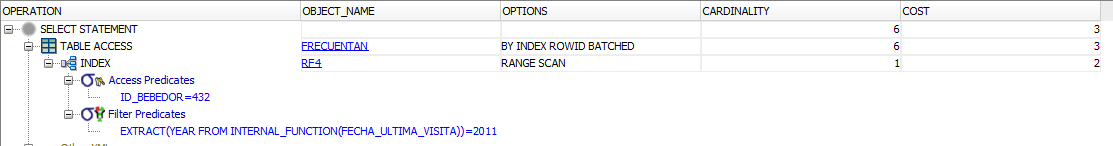 OPERATION OBJECT_NAME OPTIONS CARDINALITY COST
SELECT STATEMENT 6 3
TABLE ACCESS FRECUENTAN BY INDEX ROWID BATCHED 6 3
INDEX RF4 RANGE SCAN 1 2
Access Predicates
ID_BEBEDOR=432
Filter Predicates
EXTRACT(YEAR FROM INTERNAL_FUNCTION(FECHA_ULTIMA_VISITA))=2011